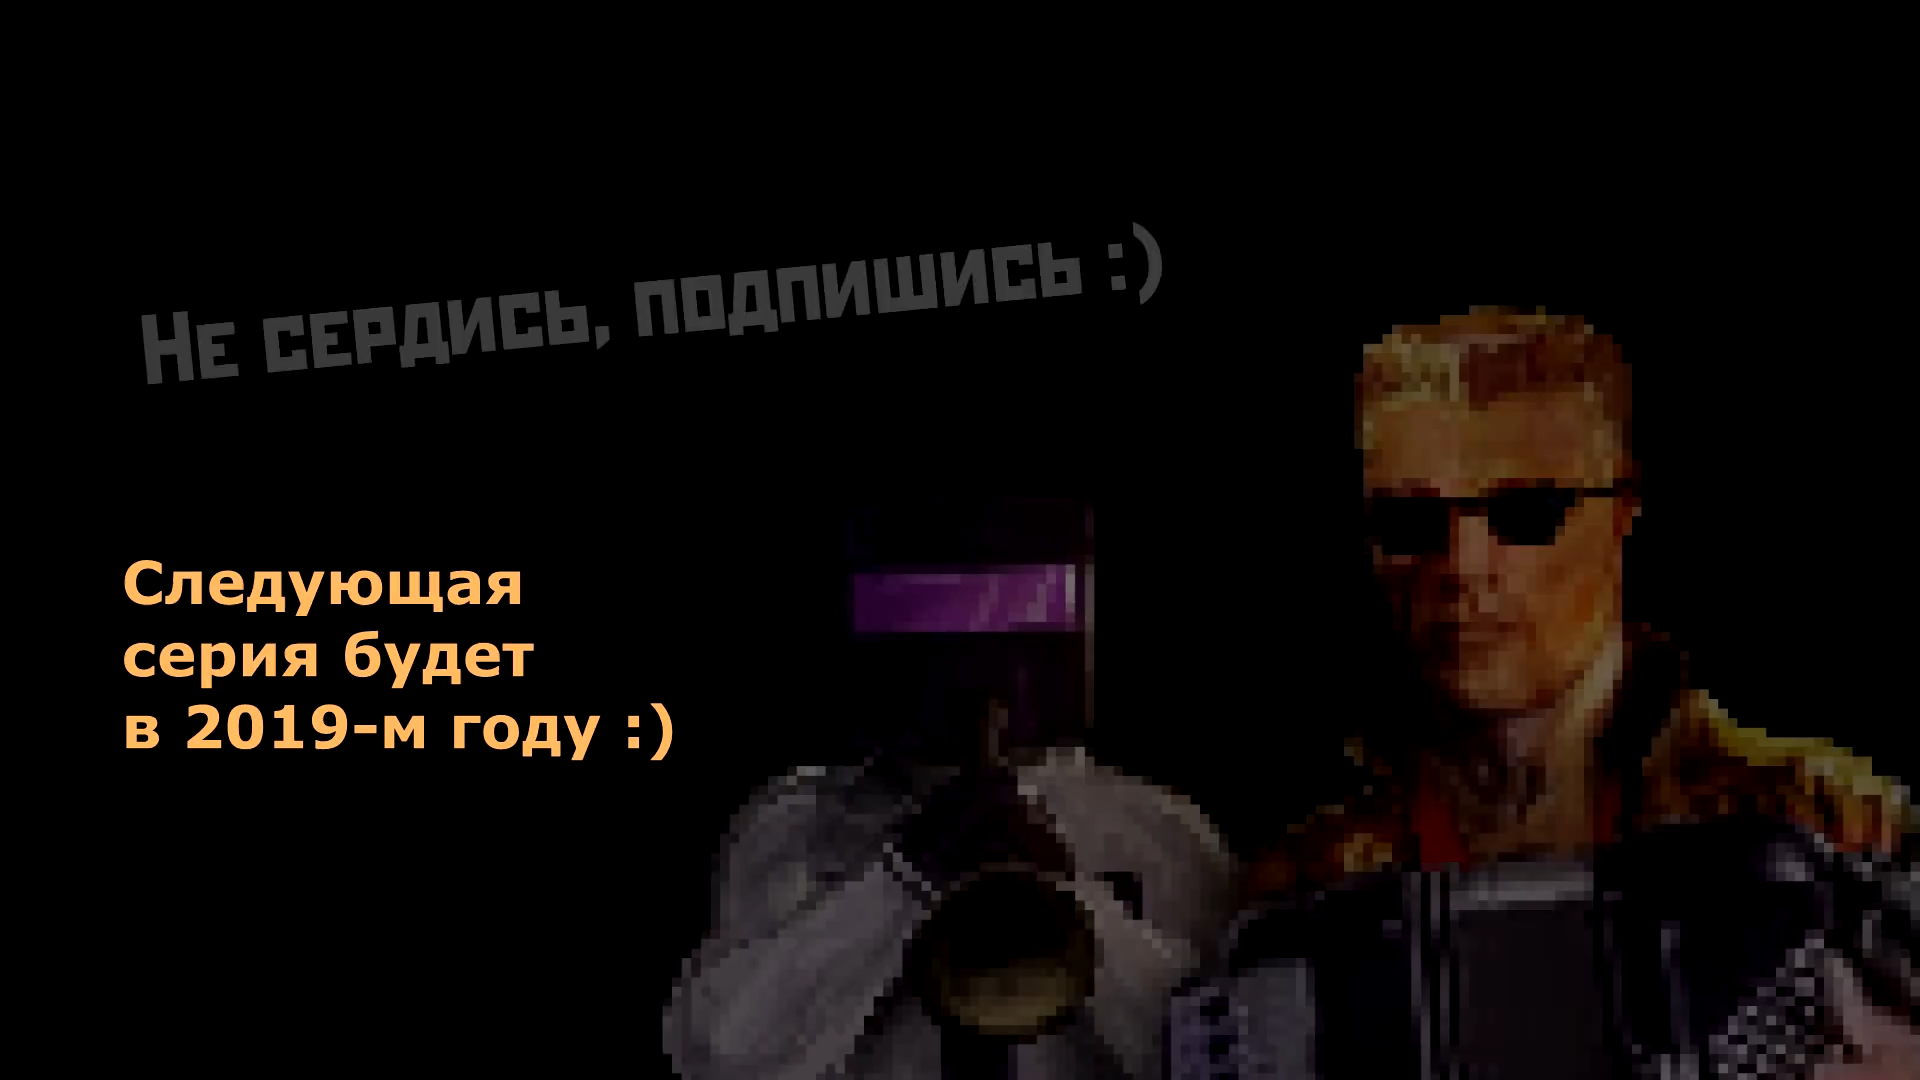 Не сердись, подпишись :)
Следующая
серия будет
в 2019-м году :)